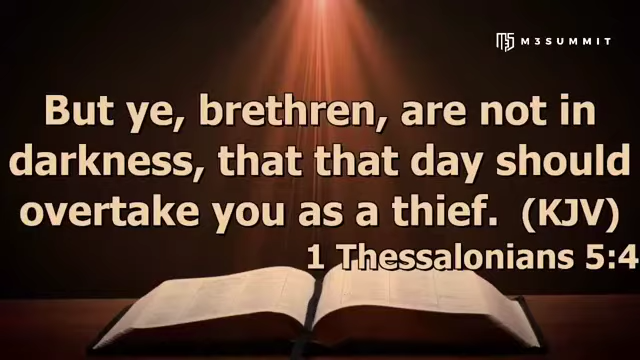 M3SUMMIT
But ye, brethren, are not in
darkness, that that day should
overtake you as a thief. (KJV)
1 Thessalonians 5:4